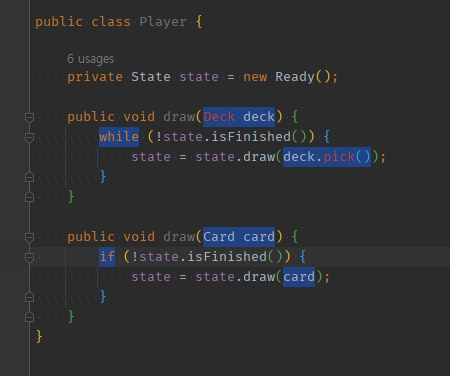 public class Player {
6 usages
private State state = new Ready();
public void draw(Deck deck) {
while (!state.isFinished()) {
state = state.draw(deck.pick());
}
}
public void draw(Card card) {
if (!state.isFinished()) {
state = state.draw(card);
}
}
}